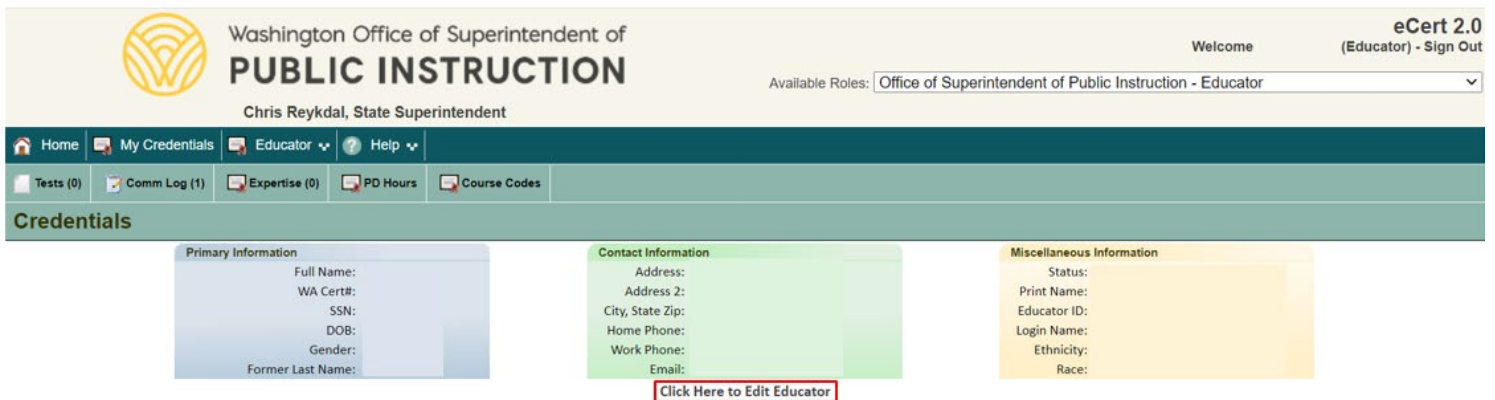 Washington Office of Superintendent of
PUBLIC INSTRUCTION
Chris Reykdal, State Superintendent
eCert 2.0
Welcome (Educator) - Sign Out
Available Roles: Office of Superintendent of Public Instruction - Educator
Home My Credentials Educator Help
Tests (0) Comm Log (1) Expertise (0) PD Hours Course Codes
Credentials
Primary Information
Full Name:
WA Cert#:
SSN:
DOB:
Gender:
Former Last Name:
Contact Information
Address:
Address 2:
City, State Zip:
Home Phone:
Work Phone:
Email:
Click Here to Edit Educator
Miscellaneous Information
Status:
Print Name:
Educator ID:
Login Name:
Ethnicity:
Race: